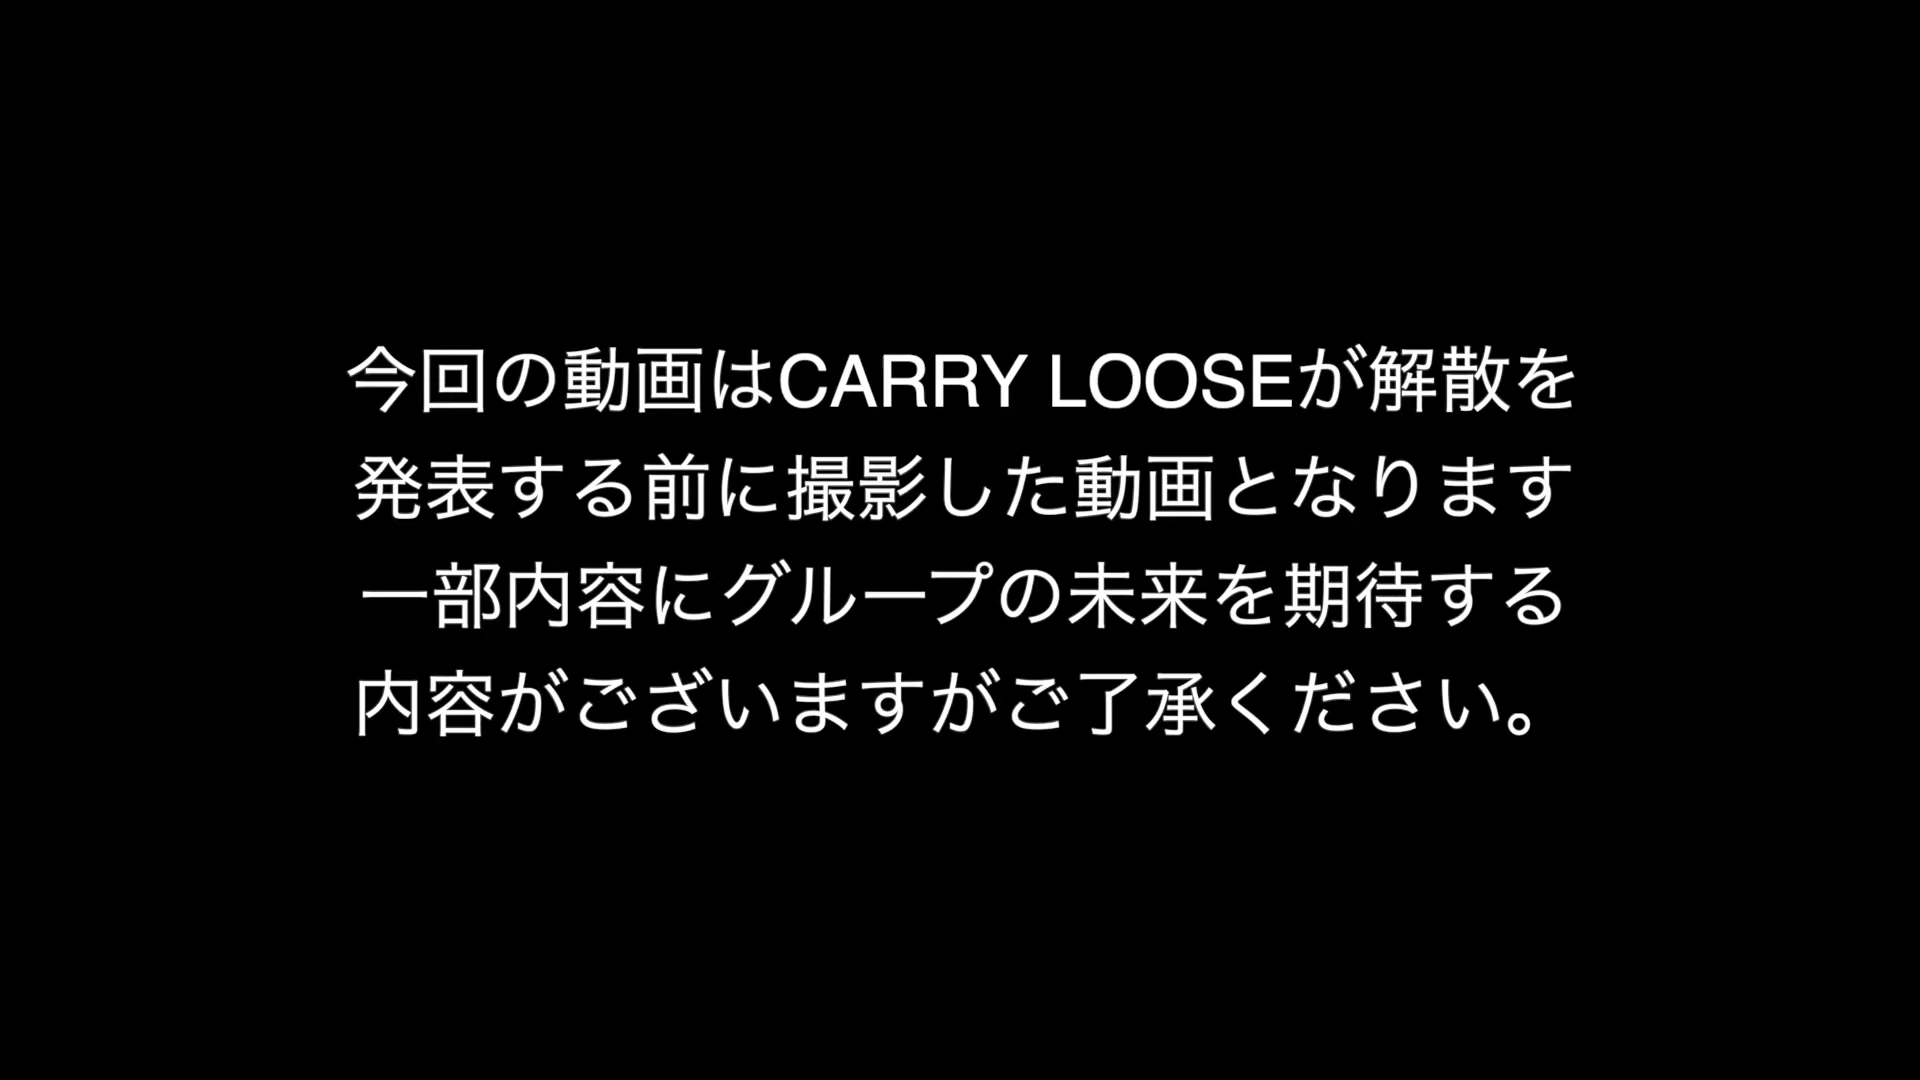 今回の動画はCARRY LOOSEが解散を
発表する前に撮影した動画となります
一部内容にグループの未来を期待する
内容がございますがご了承ください。